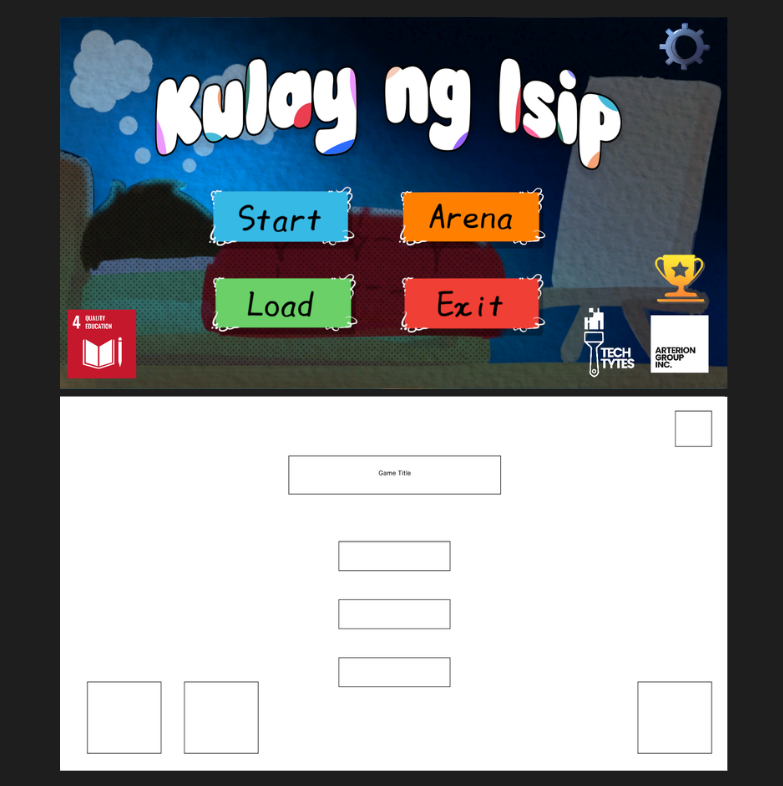 Kulay ng Isip
Start
Arena
Load
Exit
4 QUALITY
EDUCATION
TECH
TYTES
ARTERION
GROUP
INC.
Game Title